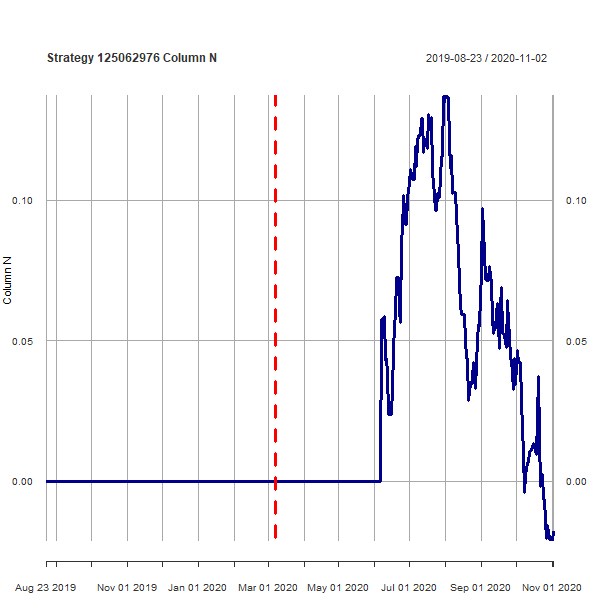 Strategy 125062976 Column N
2019-08-23 / 2020-11-02
0.10
0.10
Column N
0.05
0.05
0.00
0.00
Aug 23 2019
Nov 01 2019
Jan 01 2020
Mar 01 2020
May 01 2020
Jul 01 2020
Sep 01 2020
Nov 01 2020